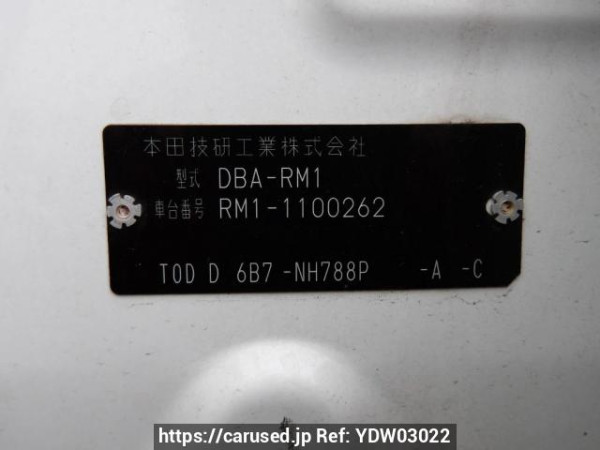 本田技研工業株式会社
型式 DBA-RM1
車台番号 RM1-1100262
TOD D 6B7 -NH788P -A -C
https://carused.jp Ref: YDW03022